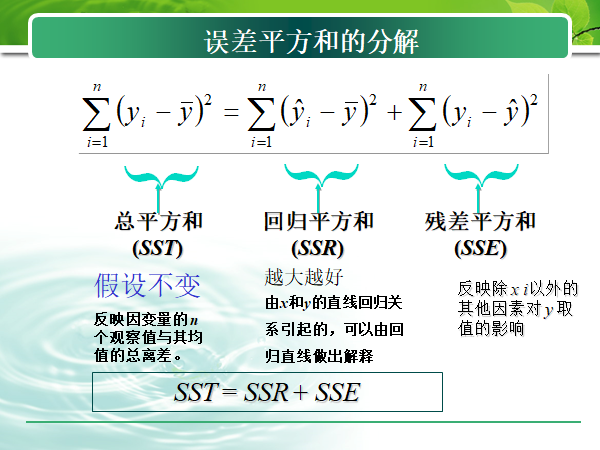 误差平方和的分解
\sum_{i=1}^{n}(y_i - \bar{y})^2 = \sum_{i=1}^{n}(\hat{y}_i - \bar{y})^2 + \sum_{i=1}^{n}(y_i - \hat{y})^2
总平方和
(SST)
假设不变
反映因变量的n
个观察值与其均
值的总离差。
回归平方和
(SSR)
越大越好
由x和y的直线回归关
系引起的，可以由回
归直线做出解释
残差平方和
(SSE)
反映除 x i以外的
其他因素对 y 取
值的影响
SST = SSR + SSE